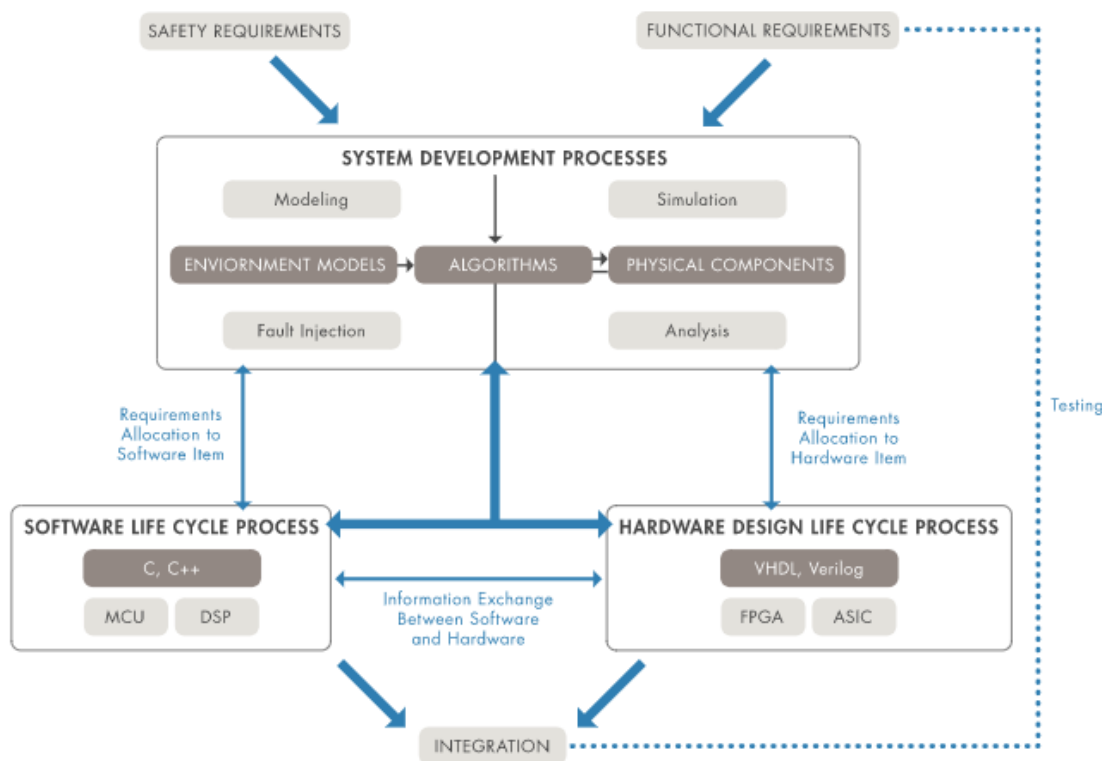 SAFETY REQUIREMENTS
FUNCTIONAL REQUIREMENTS
SYSTEM DEVELOPMENT PROCESSES
Modeling
Simulation
ENVIORNMENT MODELS
ALGORITHMS
PHYSICAL COMPONENTS
Fault Injection
Analysis
Requirements
Allocation to
Software Item
Requirements
Allocation to
Hardware Item
Testing
SOFTWARE LIFE CYCLE PROCESS
C, C++
MCU
DSP
Information Exchange
Between Software
and Hardware
HARDWARE DESIGN LIFE CYCLE PROCESS
VHDL, Verilog
FPGA
ASIC
INTEGRATION